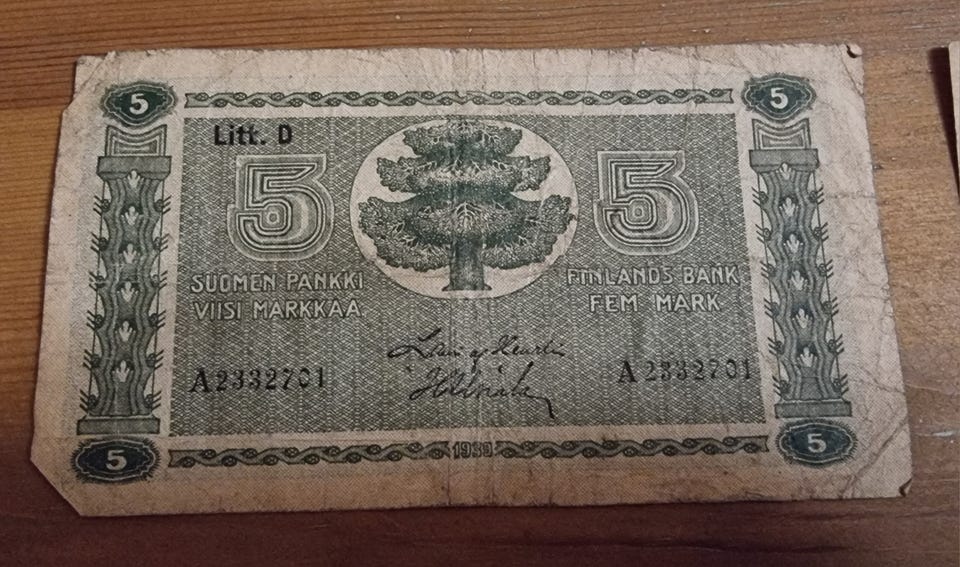 5 5
Litt. D
5 5
SUOMEN PANKKI FINLANDS BANK
VIISI MARKKAA FEM MARK
A2332701 A2332701
5 1939 5